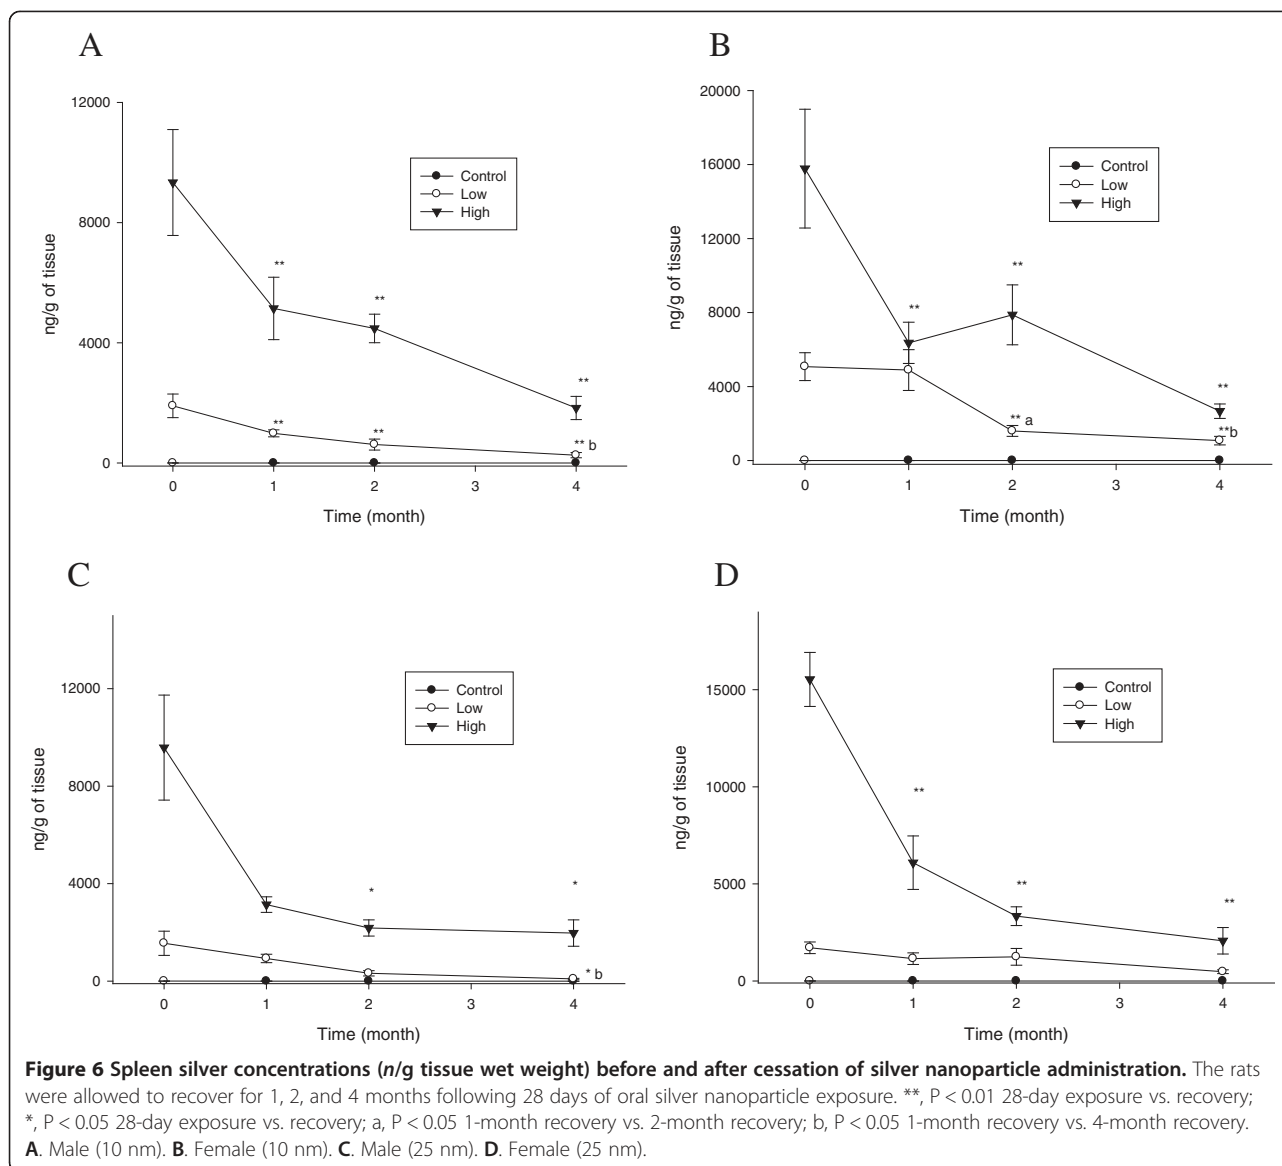 A
12000
8000
4000
0
ng/g of tissue
Control
Low
High
**
**
**
**
**
** b
0 1 2 3 4
Time (month)
B
20000
16000
12000
8000
4000
0
ng/g of tissue
Control
Low
High
**
**
**
** a
**b
0 1 2 3 4
Time (month)
C
12000
8000
4000
0
ng/g of tissue
Control
Low
High
*
*
* b
0 1 2 3 4
Time (month)
D
15000
10000
5000
0
ng/g of tissue
Control
Low
High
**
**
**
0 1 2 3 4
Time (month)
Figure 6 Spleen silver concentrations (n/g tissue wet weight) before and after cessation of silver nanoparticle administration. The rats
were allowed to recover for 1, 2, and 4 months following 28 days of oral silver nanoparticle exposure. **, P < 0.01 28-day exposure vs. recovery;
*, P < 0.05 28-day exposure vs. recovery; a, P < 0.05 1-month recovery vs. 2-month recovery; b, P < 0.05 1-month recovery vs. 4-month recovery.
A. Male (10 nm). B. Female (10 nm). C. Male (25 nm). D. Female (25 nm).